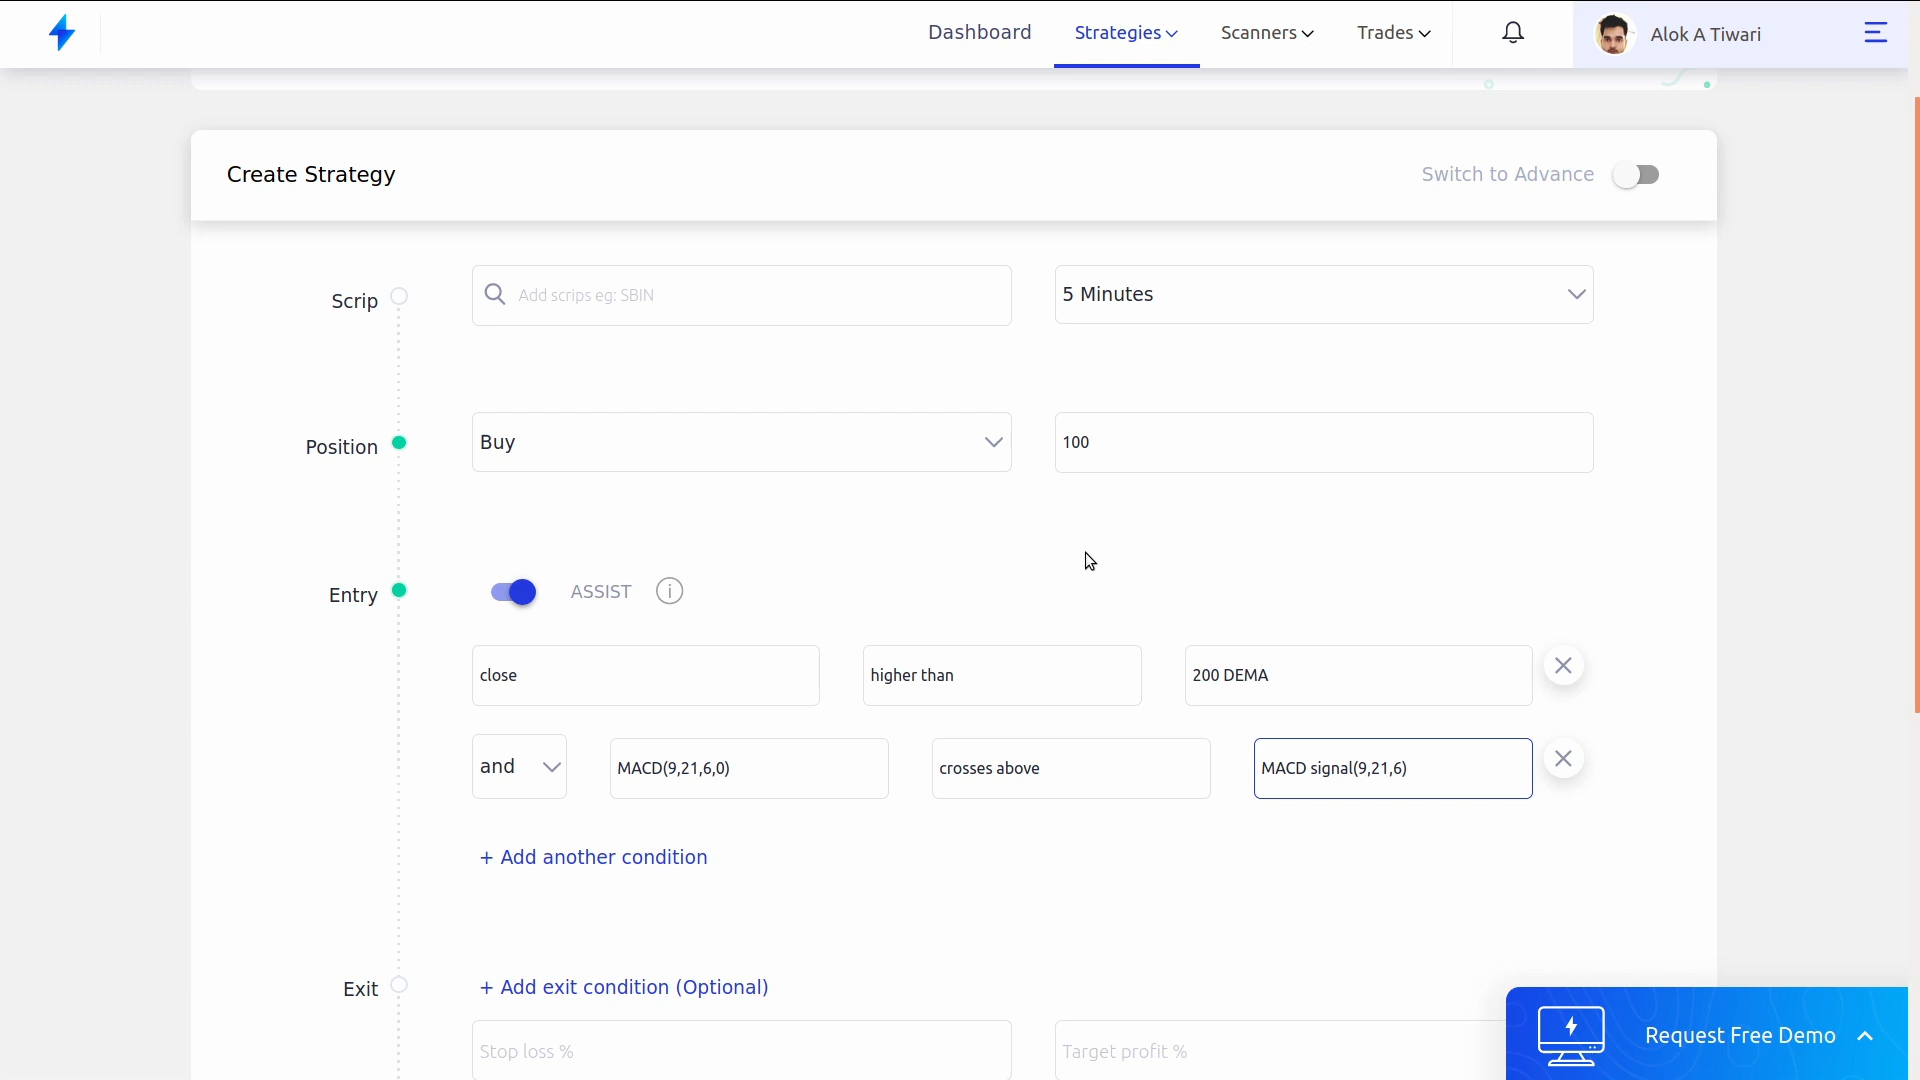 Dashboard Strategies Scanners Trades Alok A Tiwari
Create Strategy Switch to Advance
Scrip Add scrips eg: SBIN 5 Minutes
Position Buy 100
Entry ASSIST i
close higher than 200 DEMA
and MACD(9,21,6,0) crosses above MACD signal(9,21,6)
+ Add another condition
Exit + Add exit condition (Optional)
Stop loss % Target profit %
Request Free Demo